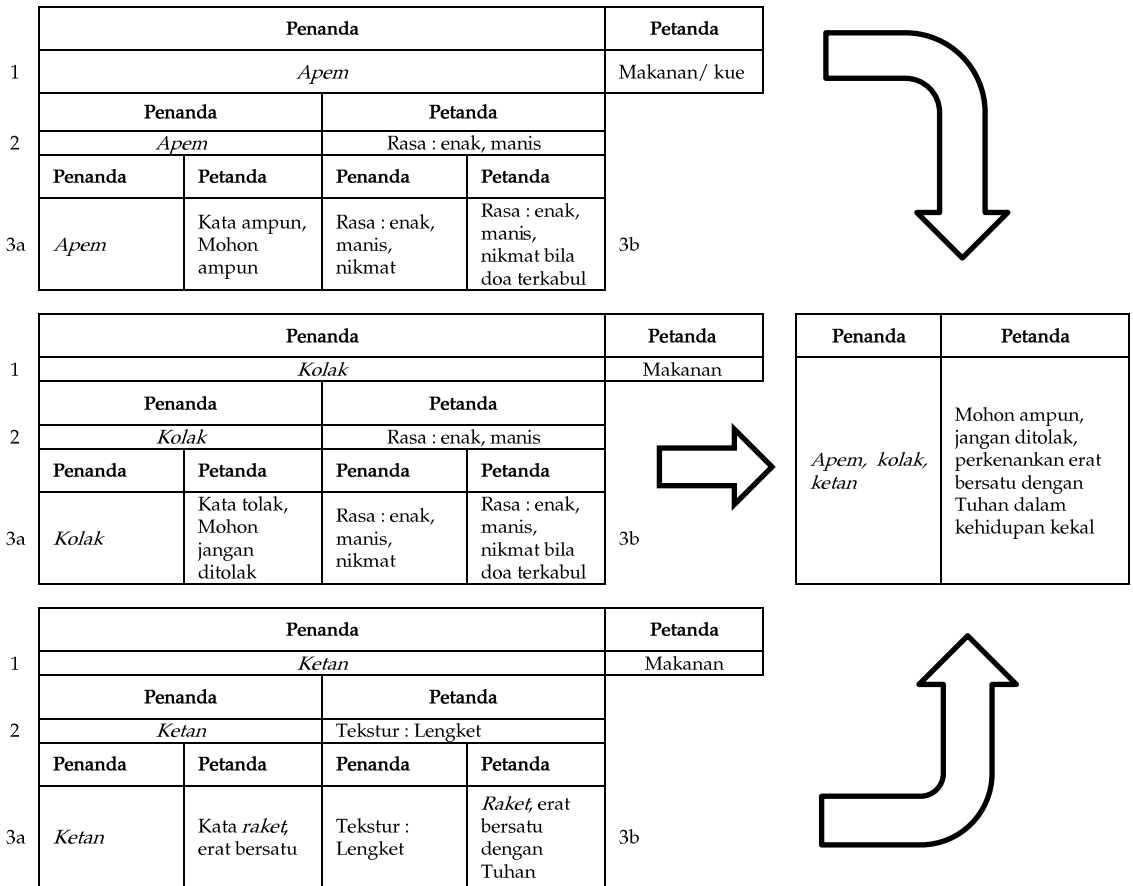 Penanda Petanda
1 Apem Makanan/ kue
Penanda Petanda
2 Apem Rasa : enak, manis
Penanda Petanda Penanda Petanda
3a Apem
Kata ampun,
Mohon
ampun
Rasa : enak,
manis,
nikmat
Rasa : enak,
manis,
nikmat bila
doa terkabul
3b
Penanda Petanda
1 Kolak Makanan
Penanda Petanda
2 Kolak Rasa : enak, manis
Penanda Petanda Penanda Petanda
3a Kolak
Kata tolak,
Mohon
jangan
ditolak
Rasa : enak,
manis,
nikmat
Rasa : enak,
manis,
nikmat bila
doa terkabul
3b
Penanda Petanda
Apem, kolak,
ketan
Mohon ampun,
jangan ditolak,
perkenankan erat
bersatu dengan
Tuhan dalam
kehidupan kekal
Penanda Petanda
1 Ketan Makanan
Penanda Petanda
2 Ketan Tekstur : Lengket
Penanda Petanda Penanda Petanda
3a Ketan
Kata raket,
erat bersatu
Tekstur :
Lengket
Raket, erat
bersatu
dengan
Tuhan
3b